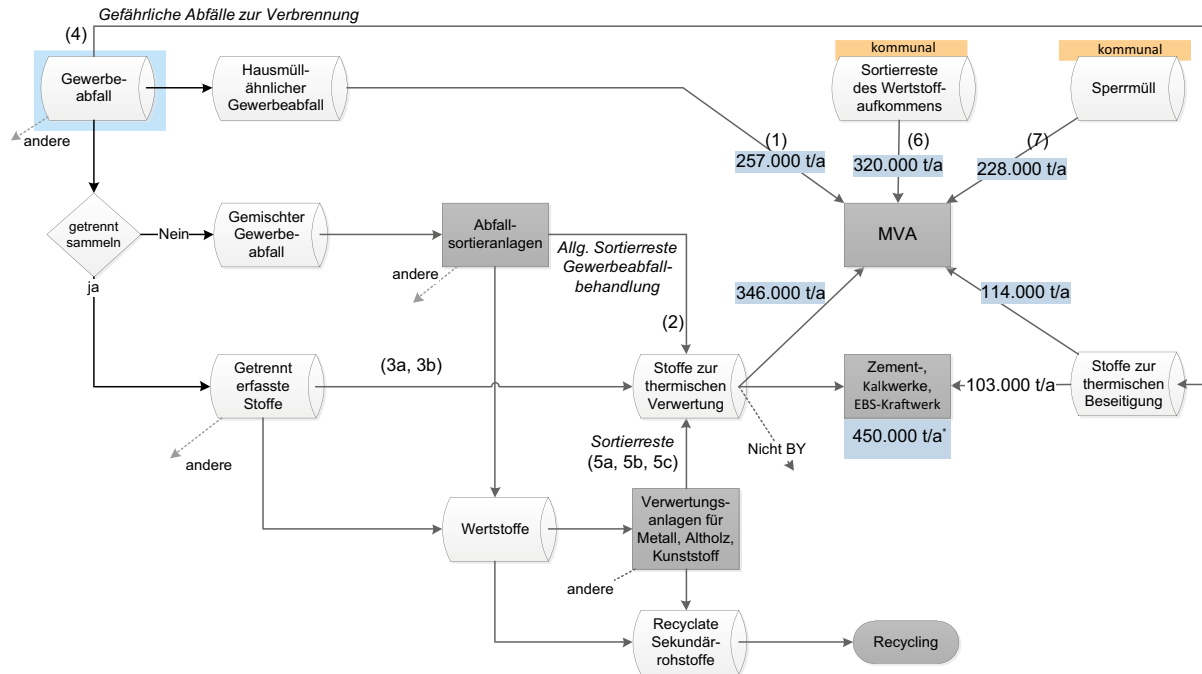 Gefährliche Abfälle zur Verbrennung
(4)
kommunal
kommunal
Gewerbe-
abfall
Hausmüll-
ähnlicher
Gewerbeabfall
Sortierreste
des Wertstoff-
aufkommens
Sperrmüll
andere
(1)
(6)
(7)
257.000 t/a
320.000 t/a
228.000 t/a
getrennt
sammeln
Nein
Gemischter
Gewerbe-
abfall
Abfall-
sortieranlagen
MVA
Allg. Sortierreste
Gewerbeabfall-
behandlung
andere
ja
346.000 t/a
114.000 t/a
(2)
(3a, 3b)
Getrennt
erfasste
Stoffe
Stoffe zur
thermischen
Verwertung
Zement-,
Kalkwerke,
EBS-Kraftwerk
103.000 t/a
Stoffe zur
thermischen
Beseitigung
450.000 t/a*
Nicht BY
andere
Sortierreste
(5a, 5b, 5c)
Wertstoffe
Verwertungs-
anlagen für
Metall, Altholz,
Kunststoff
andere
Recyclate
Sekundär-
rohstoffe
Recycling